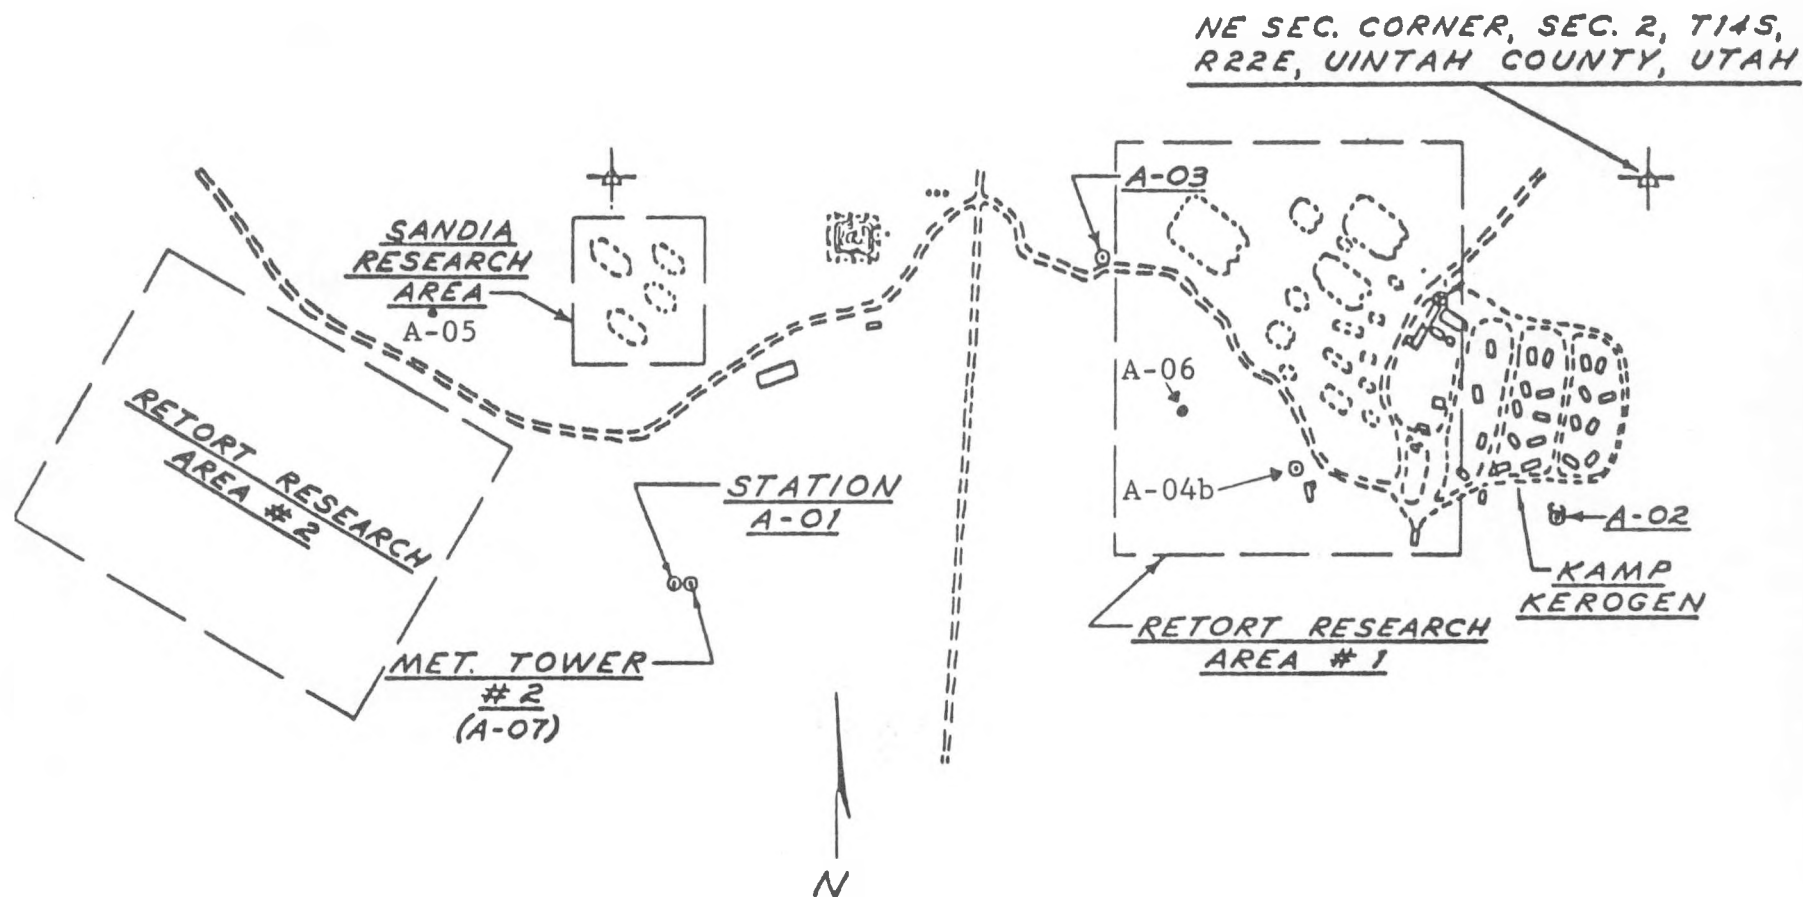 NE SEC. CORNER, SEC. 2, T14S,
R22E, UINTAH COUNTY, UTAH
A-03
SANDIA
RESEARCH
AREA
A-05
A-06
RETORT RESEARCH
AREA #2
STATION
A-01
A-04b
A-02
KAMP
KEROGEN
RETORT RESEARCH
AREA #1
MET. TOWER
#2
(A-07)
N